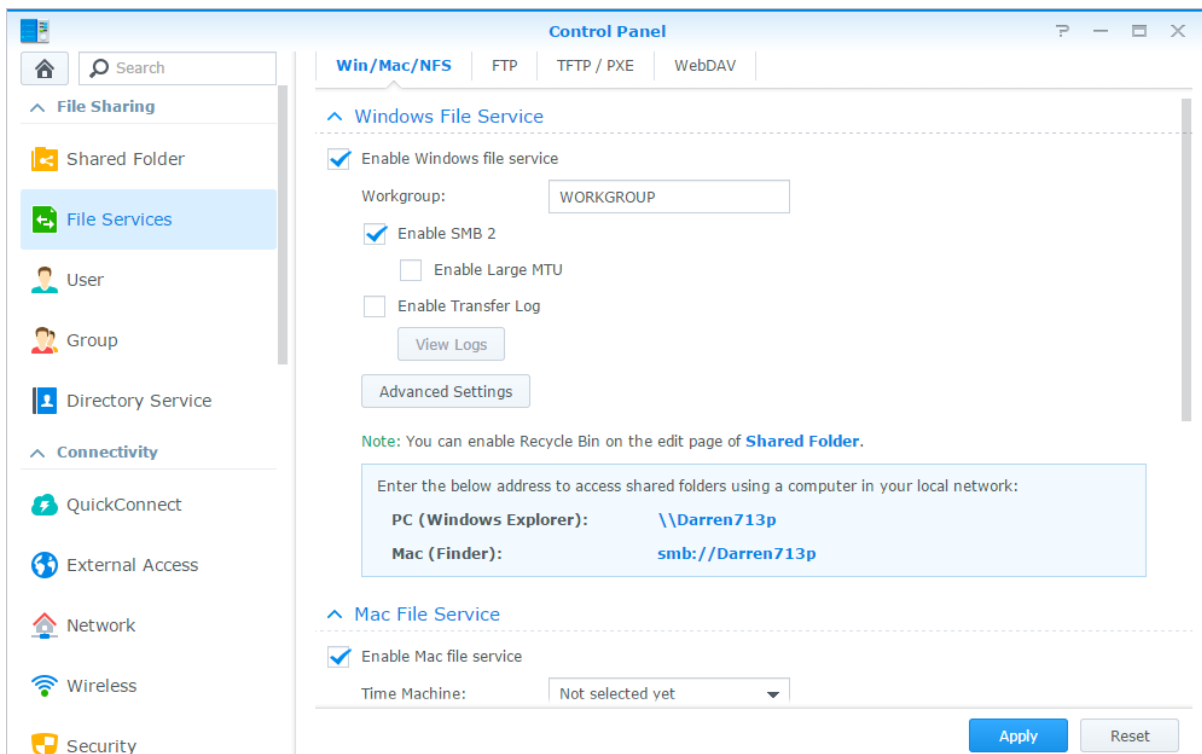 Control Panel
Search
File Sharing
Shared Folder
File Services
User
Group
Directory Service
Connectivity
QuickConnect
External Access
Network
Wireless
Security
Win/Mac/NFS FTP TFTP / PXE WebDAV
Windows File Service
Enable Windows file service
Workgroup: WORKGROUP
Enable SMB 2
Enable Large MTU
Enable Transfer Log
View Logs
Advanced Settings
Note: You can enable Recycle Bin on the edit page of Shared Folder.
Enter the below address to access shared folders using a computer in your local network:
PC (Windows Explorer): \\Darren713p
Mac (Finder): smb://Darren713p
Mac File Service
Enable Mac file service
Time Machine: Not selected yet
Apply Reset